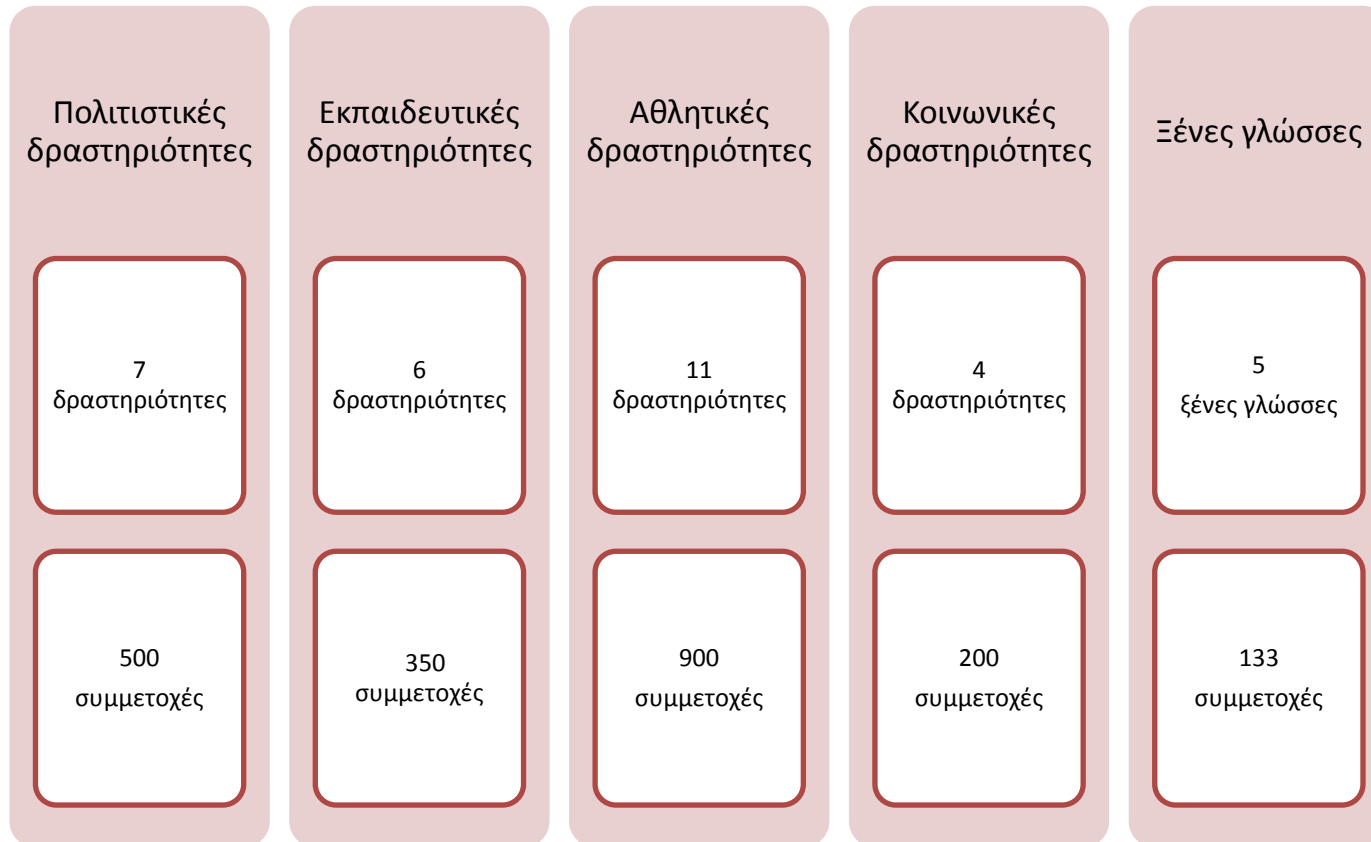 Πολιτιστικές
δραστηριότητες
7
δραστηριότητες
500
συμμετοχές
Εκπαιδευτικές
δραστηριότητες
6
δραστηριότητες
350
συμμετοχές
Αθλητικές
δραστηριότητες
11
δραστηριότητες
900
συμμετοχές
Κοινωνικές
δραστηριότητες
4
δραστηριότητες
200
συμμετοχές
Ξένες γλώσσες
5
ξένες γλώσσες
133
συμμετοχές